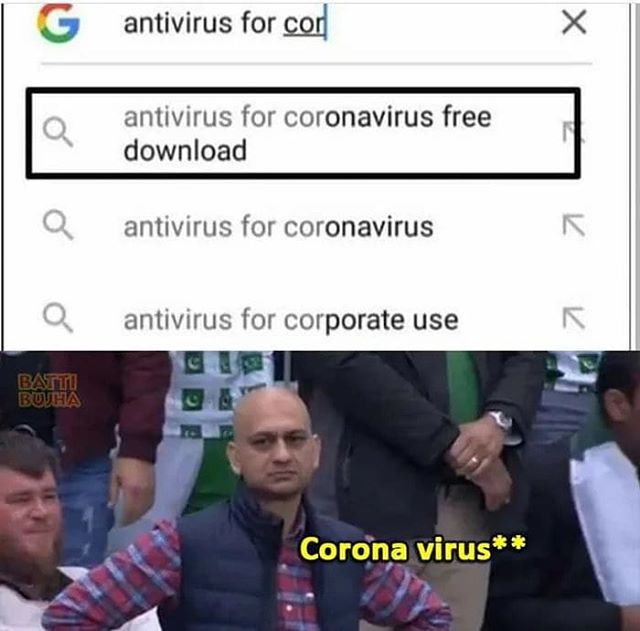 antivirus for cor
antivirus for coronavirus free
download
antivirus for coronavirus
antivirus for corporate use
BATTI
BUJHA
Corona virus**